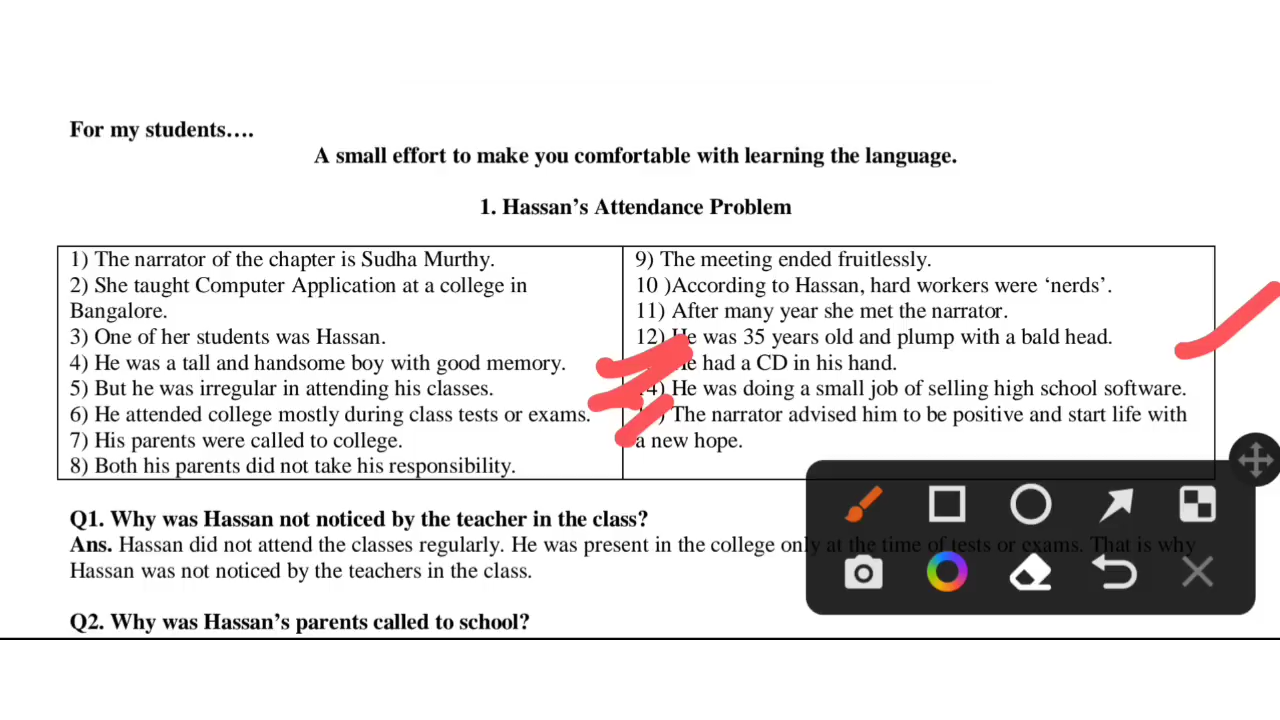 For my students….
A small effort to make you comfortable with learning the language.
1. Hassan’s Attendance Problem
1) The narrator of the chapter is Sudha Murthy.
2) She taught Computer Application at a college in
Bangalore.
3) One of her students was Hassan.
4) He was a tall and handsome boy with good memory.
5) But he was irregular in attending his classes.
6) He attended college mostly during class tests or exams.
7) His parents were called to college.
8) Both his parents did not take his responsibility.
9) The meeting ended fruitlessly.
10 )According to Hassan, hard workers were ‘nerds’.
11) After many year she met the narrator.
12) He was 35 years old and plump with a bald head.
he had a CD in his hand.
4) He was doing a small job of selling high school software.
) The narrator advised him to be positive and start life with
a new hope.
Q1. Why was Hassan not noticed by the teacher in the class?
Ans. Hassan did not attend the classes regularly. He was present in the college only at the time of tests or exams. That is why
Hassan was not noticed by the teachers in the class.
Q2. Why was Hassan’s parents called to school?